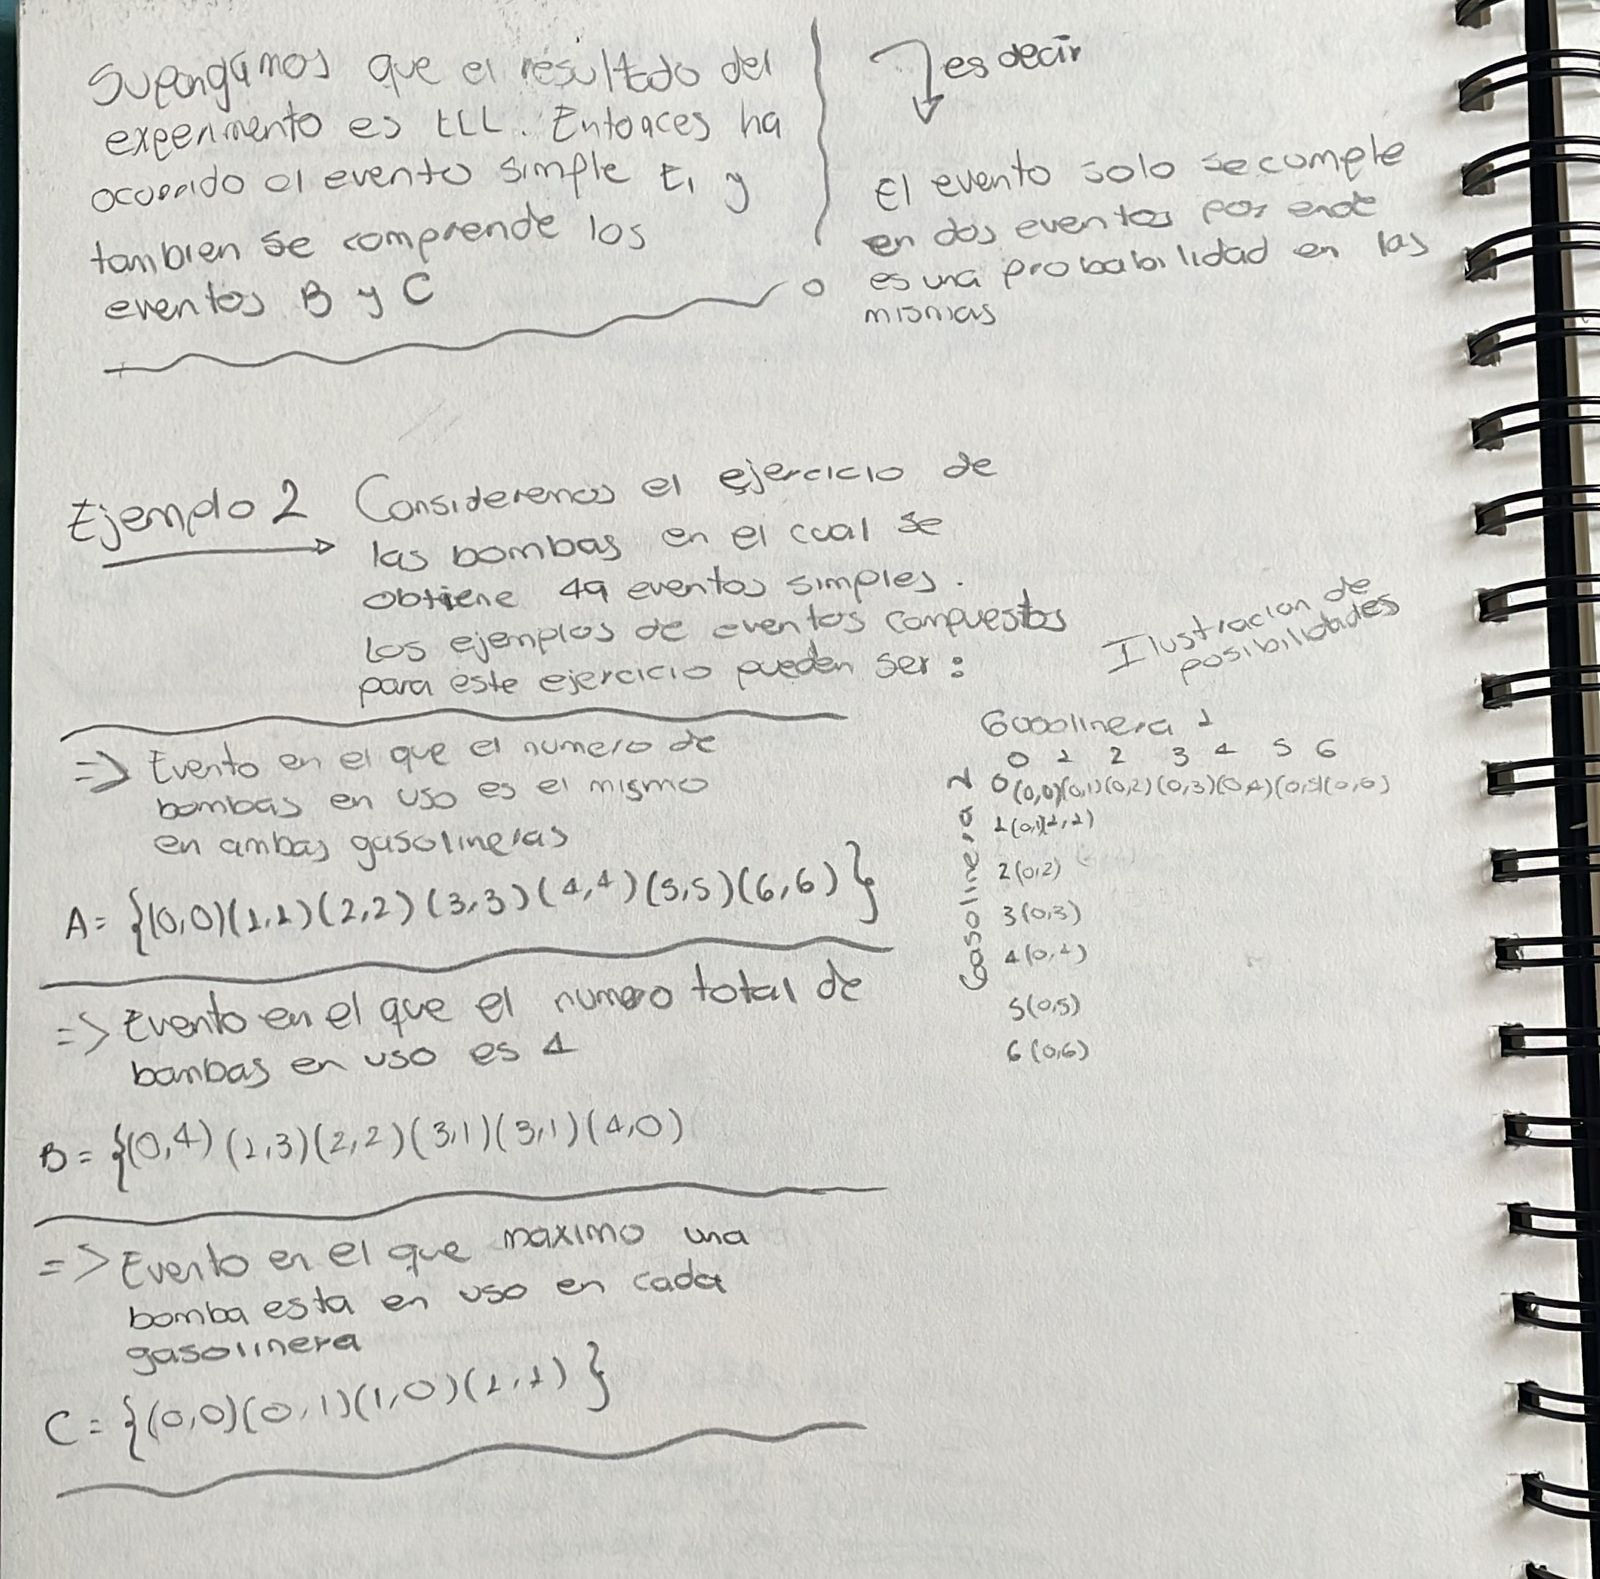 Supongamos que el resultado del
experimento es LLL. Entonces ha
ocurrido el evento simple E1 y
tambien se comprende los
eventos B y C
es decir
el evento solo se cumple
en dos eventos por ende
es una probabilidad en las
mismas
Ejemplo 2 Consideremos el ejercicio de
las bombas en el cual se
obtiene 49 eventos simples.
Los ejemplos de eventos compuestos
para este ejercicio pueden ser:
=> Evento en el que el numero de
bombas en uso es el mismo
en ambas gasolineras
A= {(0,0)(1,1)(2,2)(3,3)(4,4)(5,5)(6,6)}
=> Evento en el que el numero total de
bombas en uso es 4
B = {(0,4)(1,3)(2,2)(3,1)(3,1)(4,0)
=> Evento en el que maximo una
bomba esta en uso en cada
gasolinera
C = {(0,0)(0,1)(1,0)(1,1)}
Ilustracion de
posibilidades
Gasolinera 1
0 1 2 3 4 5 6
Gasolinera 2
0(0,0)(0,1)(0,2)(0,3)(0,4)(0,5)(0,6)
1(0,1)(1,1)
2(0,2)
3(0,3)
4(0,4)
5(0,5)
6(0,6)